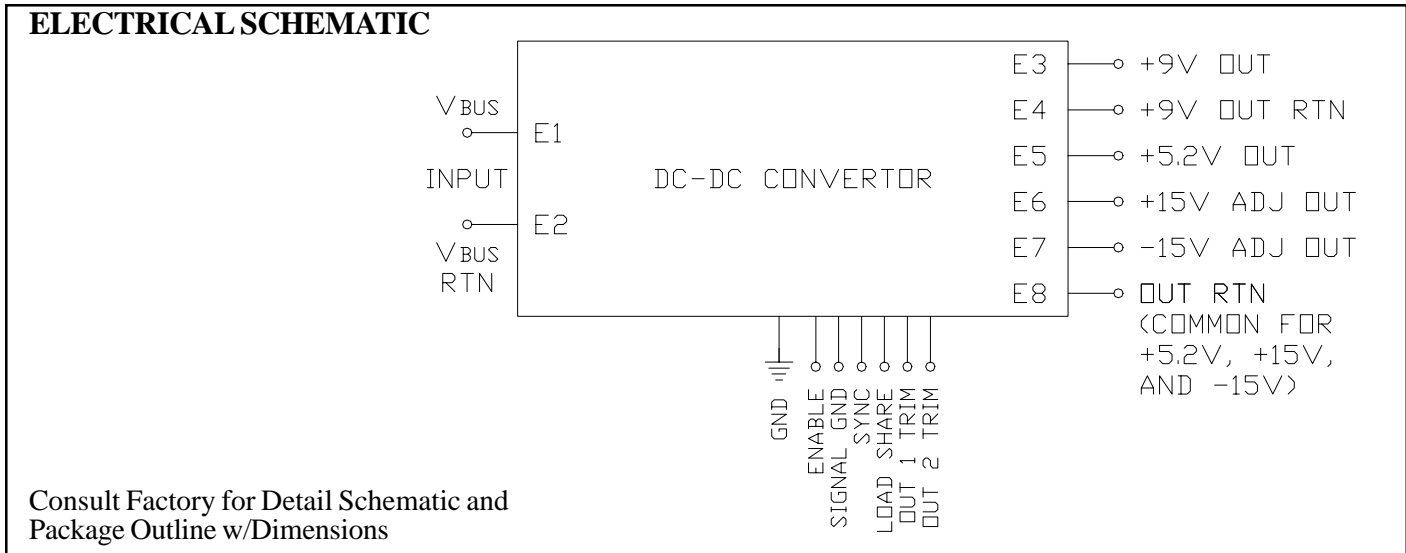 ELECTRICAL SCHEMATIC
VBUS
E1
INPUT
E2
VBUS
RTN
DC-DC CONVERTOR
E3 +9V OUT
E4 +9V OUT RTN
E5 +5.2V OUT
E6 +15V ADJ OUT
E7 -15V ADJ OUT
E8 OUT RTN
(COMMON FOR
+5.2V, +15V,
AND -15V)
GND
ENABLE
SIGNAL GND
SYNC
LOAD SHARE
OUT 1 TRIM
OUT 2 TRIM
Consult Factory for Detail Schematic and
Package Outline w/Dimensions